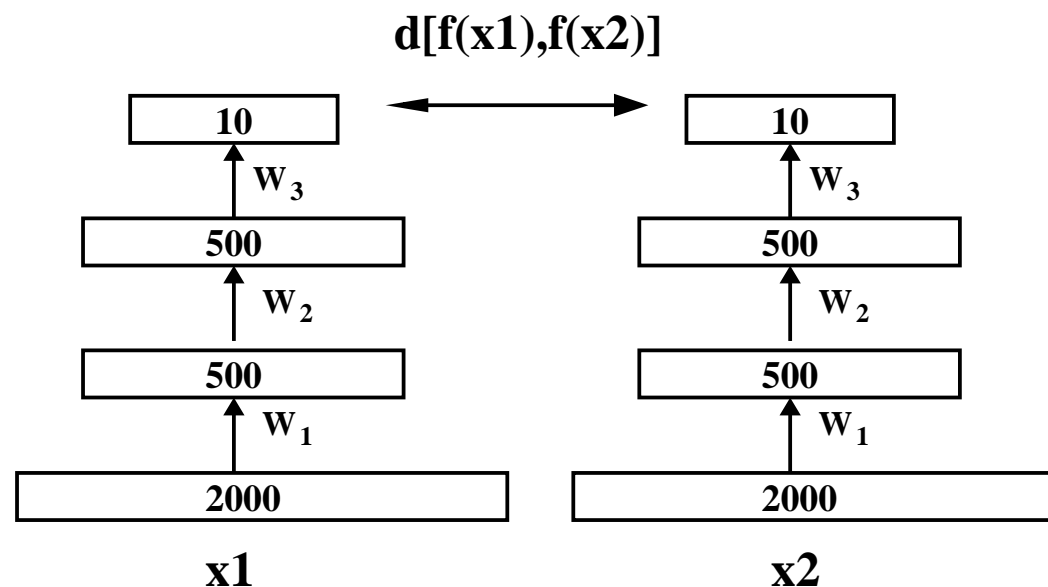 d[f(x1),f(x2)]
10 10
W₃ W₃
500 500
W₂ W₂
500 500
W₁ W₁
2000 2000
x1 x2